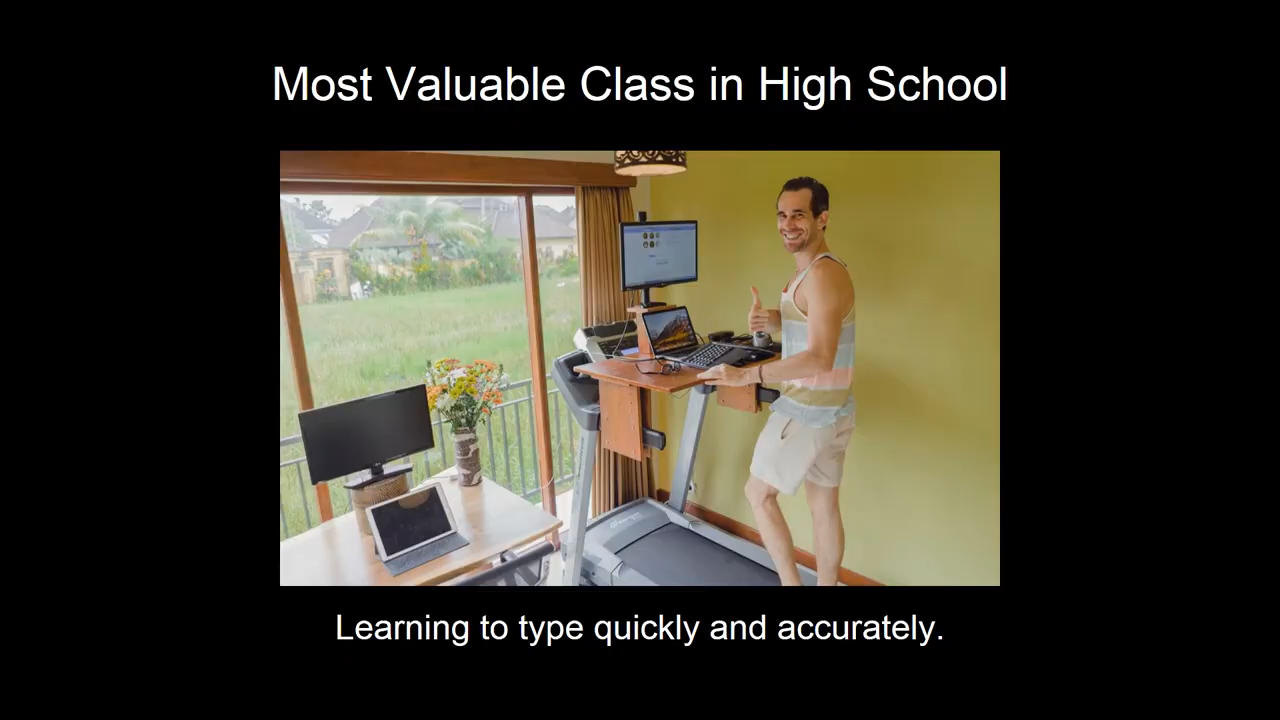 Most Valuable Class in High School
Learning to type quickly and accurately.